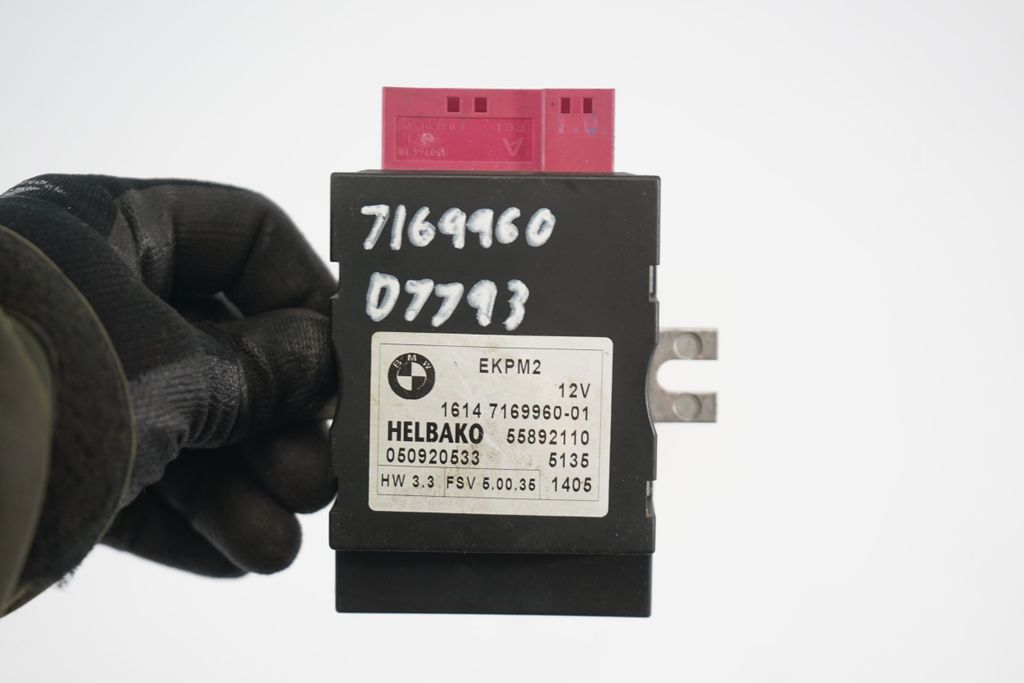 7169960
D7793
BMW
EKPM2
12V
1614 7169960-01
HELBAKO 55892110
050920533 5135
HW 3.3 FSV 5.00.35 1405